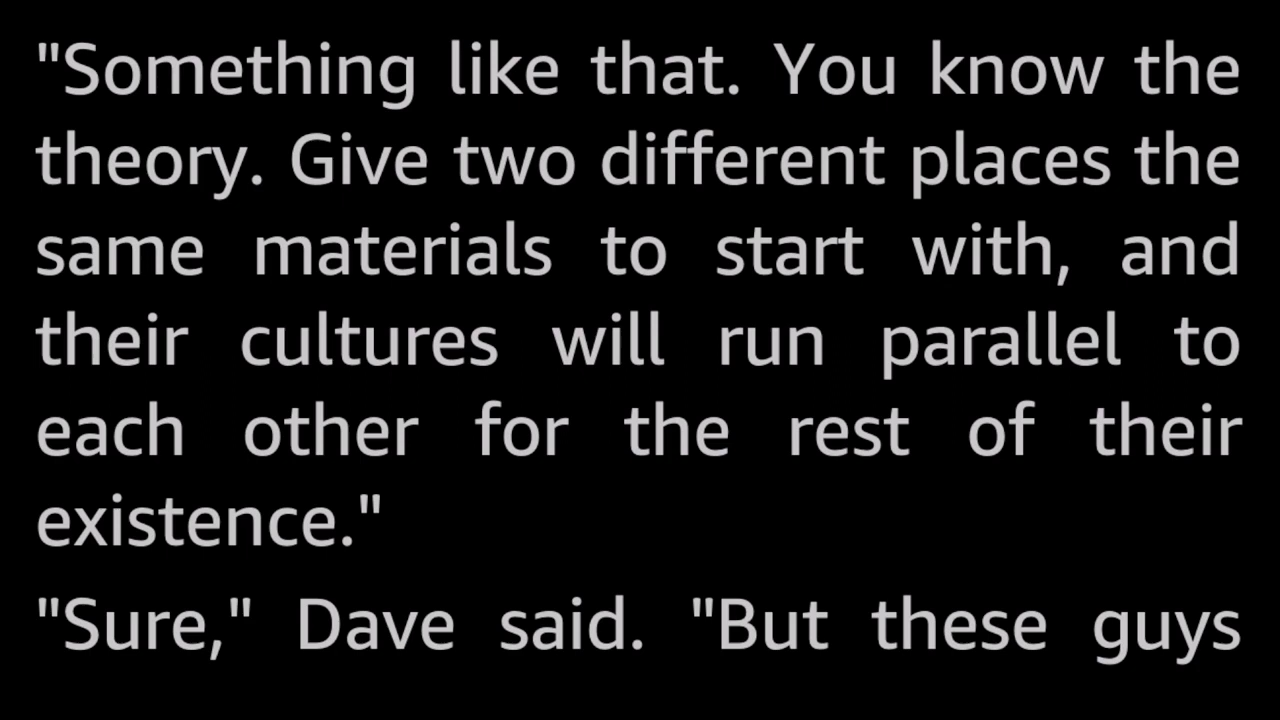 "Something like that. You know the
theory. Give two different places the
same materials to start with, and
their cultures will run parallel to
each other for the rest of their
existence."
"Sure," Dave said. "But these guys